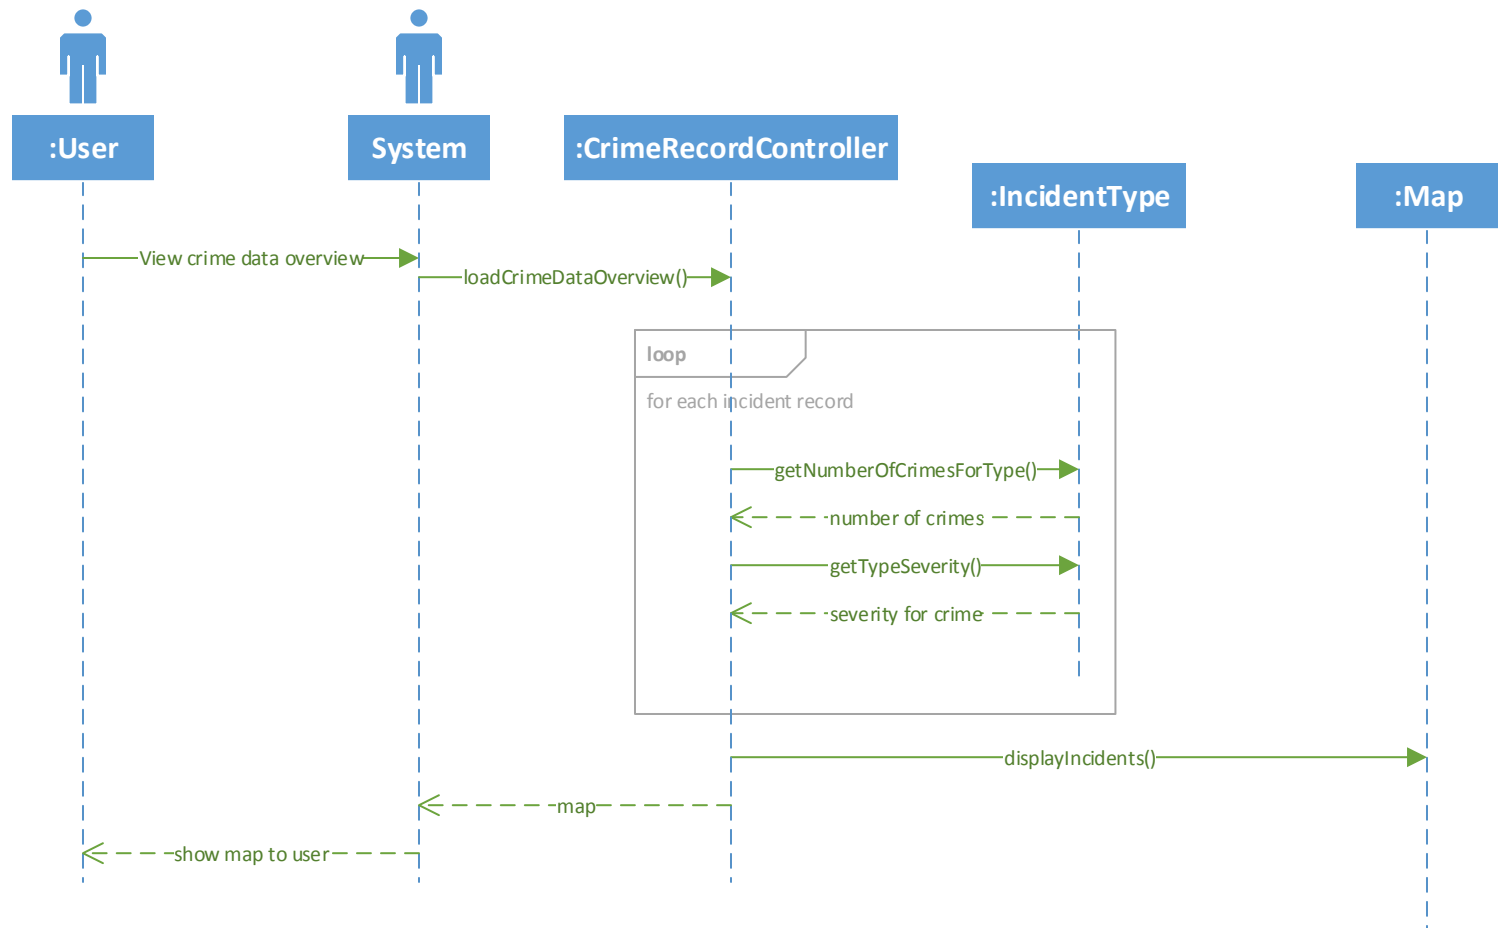 :User
System
:CrimeRecordController
:IncidentType
:Map
View crime data overview
loadCrimeDataOverview()
loop
for each incident record
getNumberOfCrimesForType()
number of crimes
getTypeSeverity()
severity for crime
displayIncidents()
map
show map to user